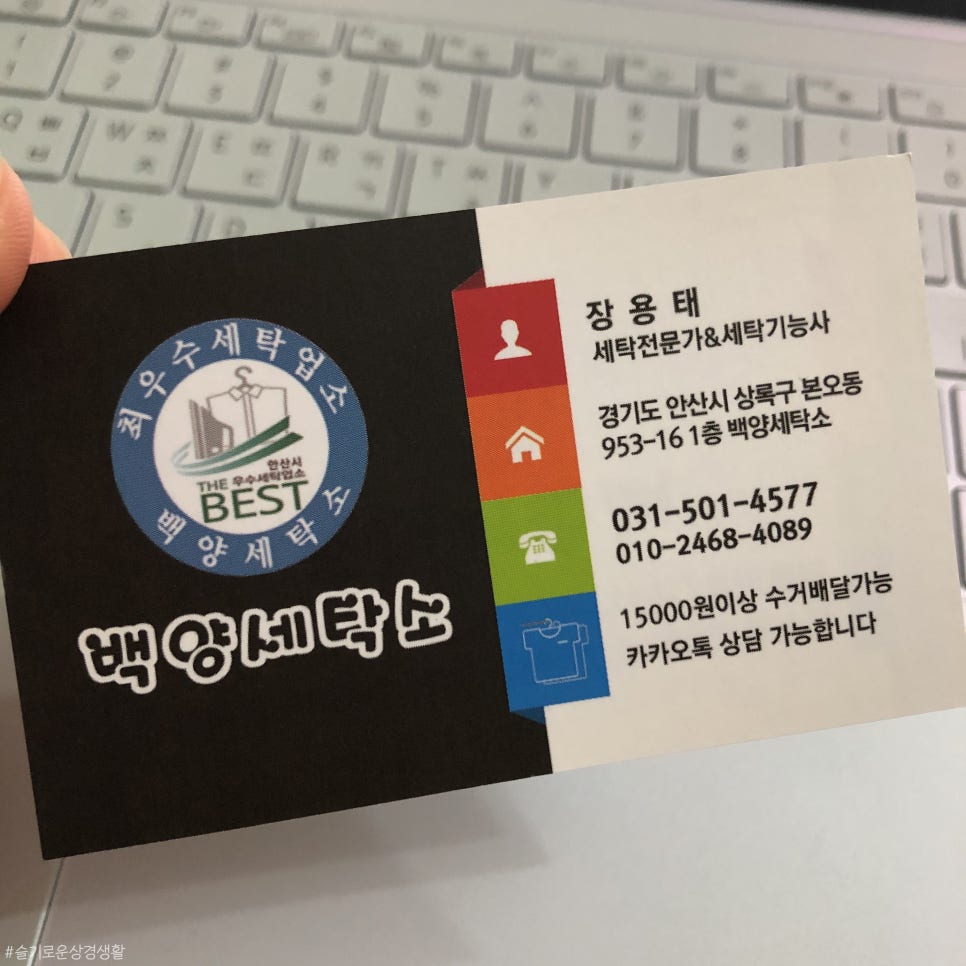 최우수세탁업소
안산시
THE 우수세탁업소
BEST
백양세탁소
백양세탁소
장 용 태
세탁전문가&세탁기능사
경기도 안산시 상록구 본오동
953-16 1층 백양세탁소
031-501-4577
010-2468-4089
15000원이상 수거배달가능
카카오톡 상담 가능합니다
#슬기로운상경생활